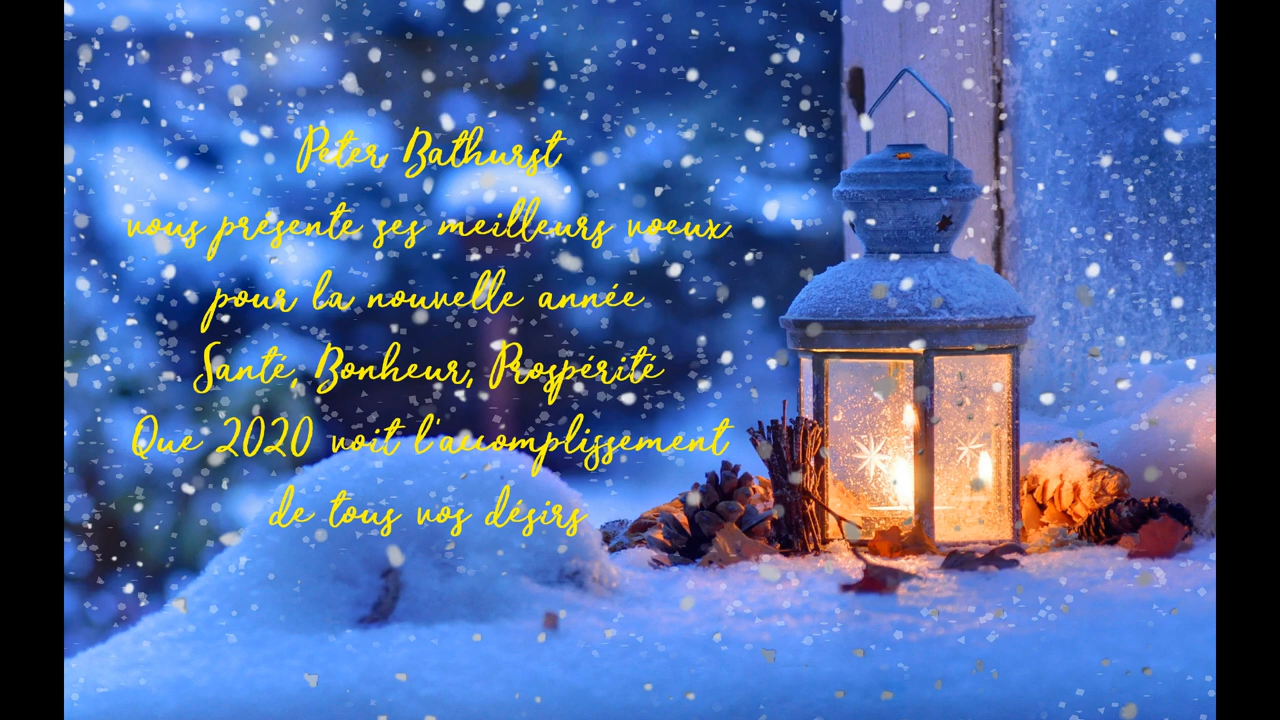 Peter Bathurst
vous présente ses meilleurs voeux
pour la nouvelle année
Santé, Bonheur, Prospérité
Que 2020 voit l'accomplissement
de tous vos désirs